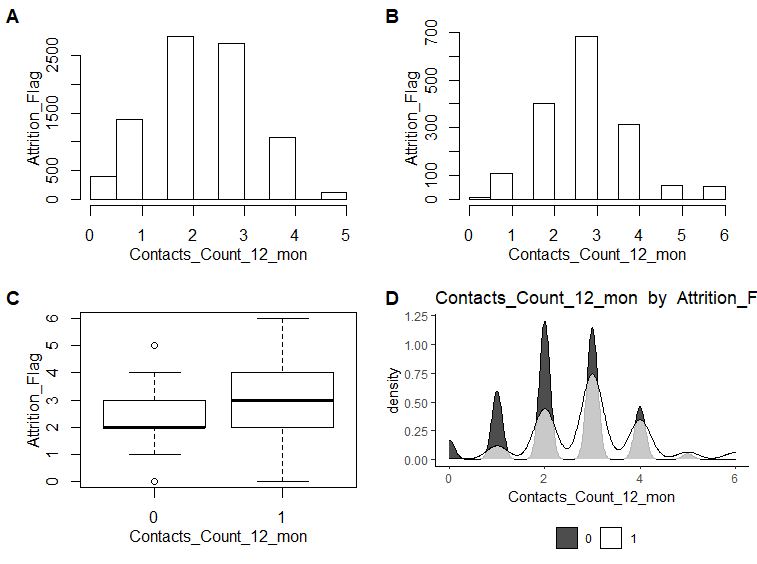 A
Attrition_Flag
500
1500
2500
0 1 2 3 4 5
Contacts_Count_12_mon
B
Attrition_Flag
100
300
500
700
0 1 2 3 4 5 6
Contacts_Count_12_mon
C
Attrition_Flag
6
5
4
3
2
1
0
0 1
Contacts_Count_12_mon
D
Contacts_Count_12_mon by Attrition_F
density
1.25
1.00
0.75
0.50
0.25
0.00
0 2 4 6
Contacts_Count_12_mon
0 1